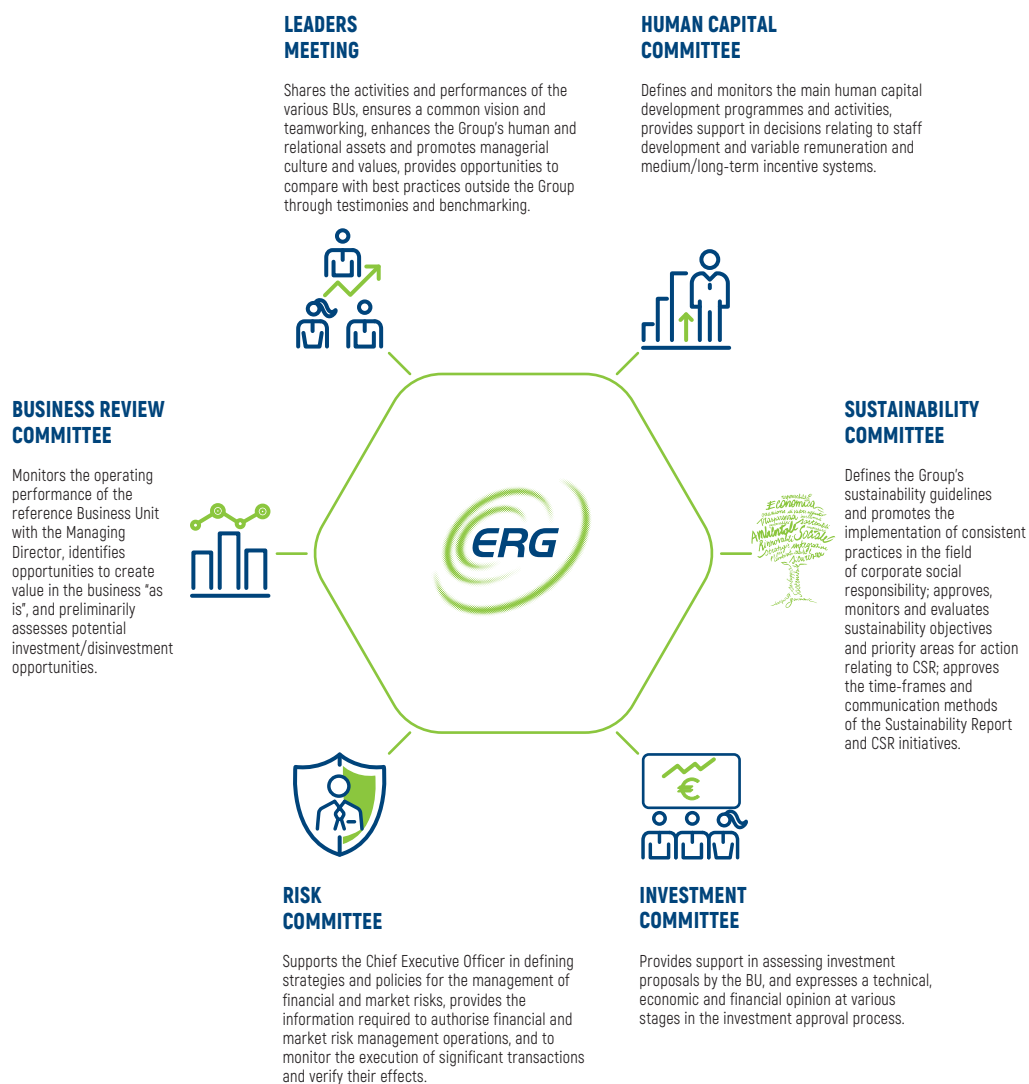 LEADERS
MEETING
Shares the activities and performances of the
various BUs, ensures a common vision and
teamworking, enhances the Group's human and
relational assets and promotes managerial
culture and values, provides opportunities to
compare with best practices outside the Group
through testimonies and benchmarking.
HUMAN CAPITAL
COMMITTEE
Defines and monitors the main human capital
development programmes and activities,
provides support in decisions relating to staff
development and variable remuneration and
medium/long-term incentive systems.
BUSINESS REVIEW
COMMITTEE
Monitors the operating
performance of the
reference Business Unit
with the Managing
Director, identifies
opportunities to create
value in the business "as
is", and preliminarily
assesses potential
investment/disinvestment
opportunities.
ERG
Economica
Ambientale Sociale
SUSTAINABILITY
COMMITTEE
Defines the Group's
sustainability guidelines
and promotes the
implementation of consistent
practices in the field
of corporate social
responsibility; approves,
monitors and evaluates
sustainability objectives
and priority areas for action
relating to CSR; approves
the time-frames and
communication methods
of the Sustainability Report
and CSR initiatives.
€
RISK
COMMITTEE
Supports the Chief Executive Officer in defining
strategies and policies for the management of
financial and market risks, provides the
information required to authorise financial and
market risk management operations, and to
monitor the execution of significant transactions
and verify their effects.
INVESTMENT
COMMITTEE
Provides support in assessing investment
proposals by the BU, and expresses a technical,
economic and financial opinion at various
stages in the investment approval process.